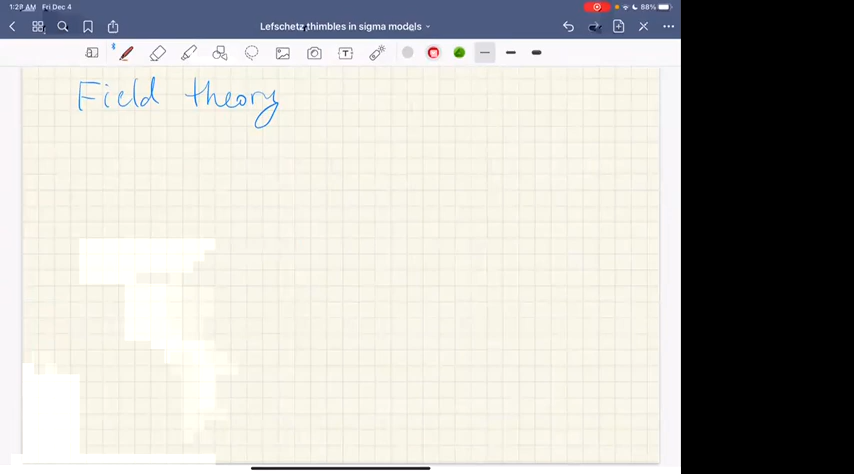 1:28 AM Fri Dec 4
88%
Lefschetz thimbles in sigma models
Field theory